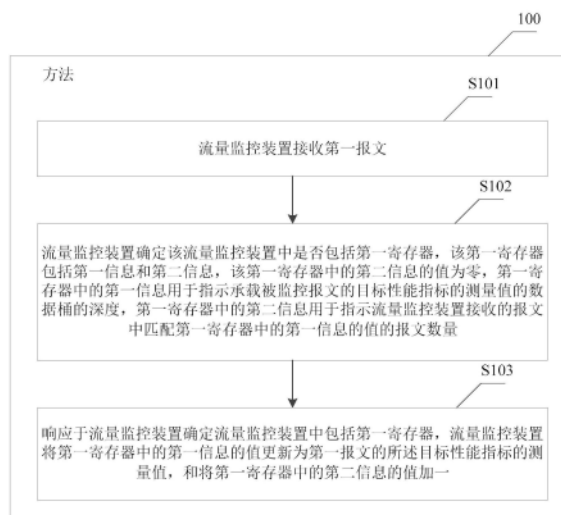 100
方法
S101
流量监控装置接收第一报文
S102
流量监控装置确定该流量监控装置中是否包括第一寄存器，该第一寄存器
包括第一信息和第二信息，该第一寄存器中的第二信息的值为零，第一寄
存器中的第一信息用于指示承载被监控报文的目标性能指标的测量值的数
据桶的深度，第一寄存器中的第二信息用于指示流量监控装置接收的报文
中匹配第一寄存器中的第一信息的值的报文数量
S103
响应于流量监控装置确定流量监控装置中包括第一寄存器，流量监控装置
将第一寄存器中的第一信息的值更新为第一报文的所述目标性能指标的测
量值，和将第一寄存器中的第二信息的值加一